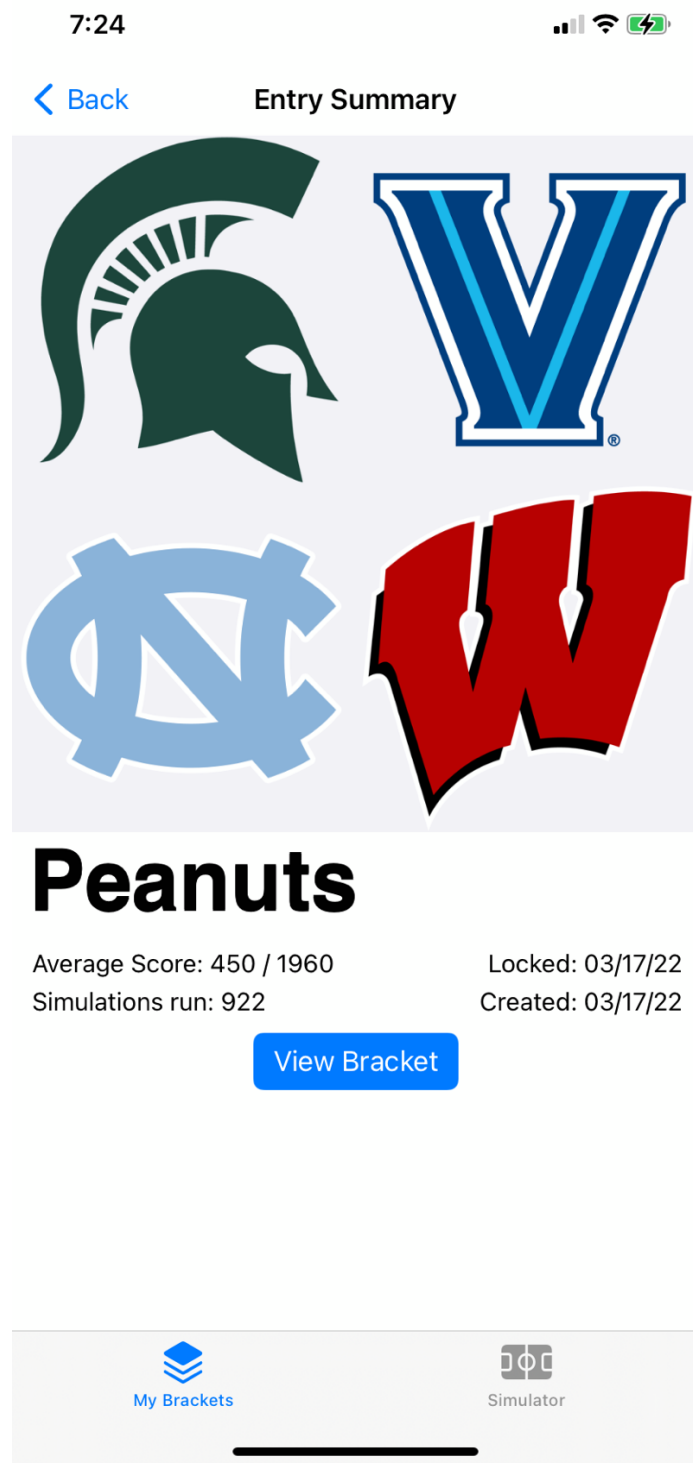 7:24
Back
Entry Summary
V
®
NC
W
Peanuts
Average Score: 450 / 1960
Locked: 03/17/22
Simulations run: 922
Created: 03/17/22
View Bracket
My Brackets
Simulator